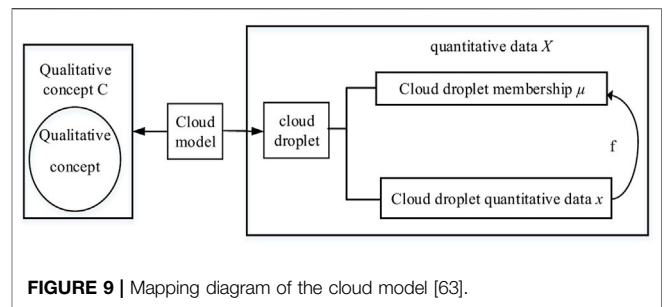 quantitative data X
Qualitative
concept C
Qualitative
concept
Cloud
model
cloud
droplet
Cloud droplet membership μ
f
Cloud droplet quantitative data x
FIGURE 9 | Mapping diagram of the cloud model [63].